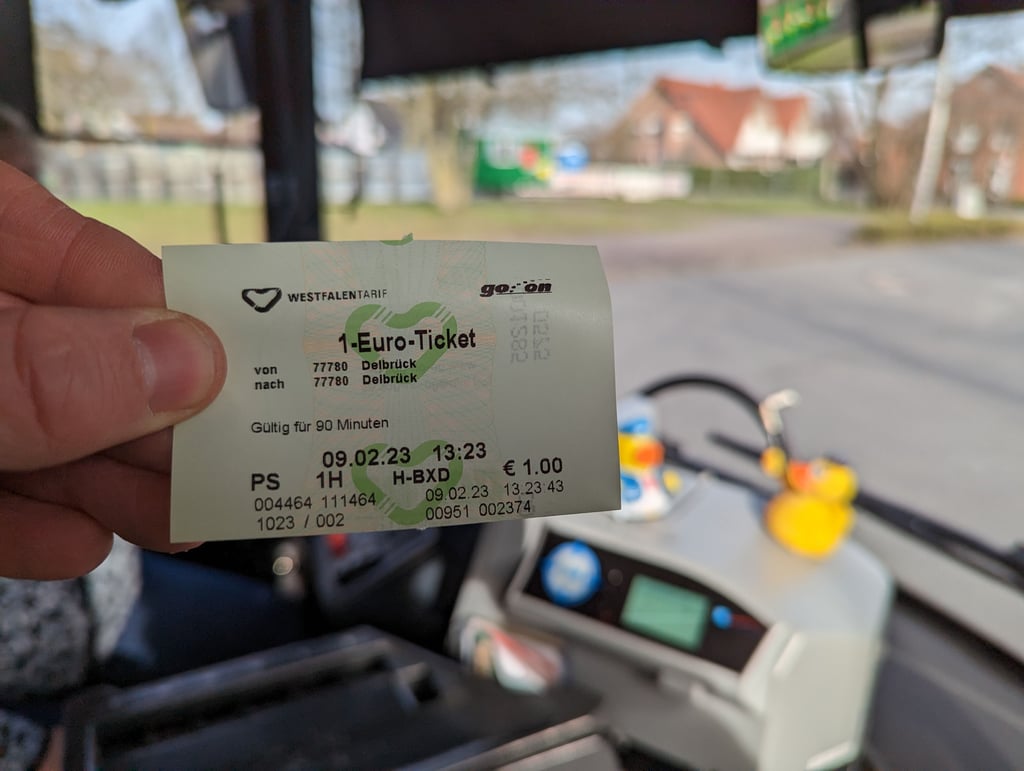 WESTFALENTARIF
go.on
1-Euro-Ticket
von 77780 Delbrück
nach 77780 Delbrück
Gültig für 90 Minuten
09.02.23 13:23
PS 1H H-BXD € 1.00
004464 111464 09.02.23 13.23 43
1023 / 002 00951 002374